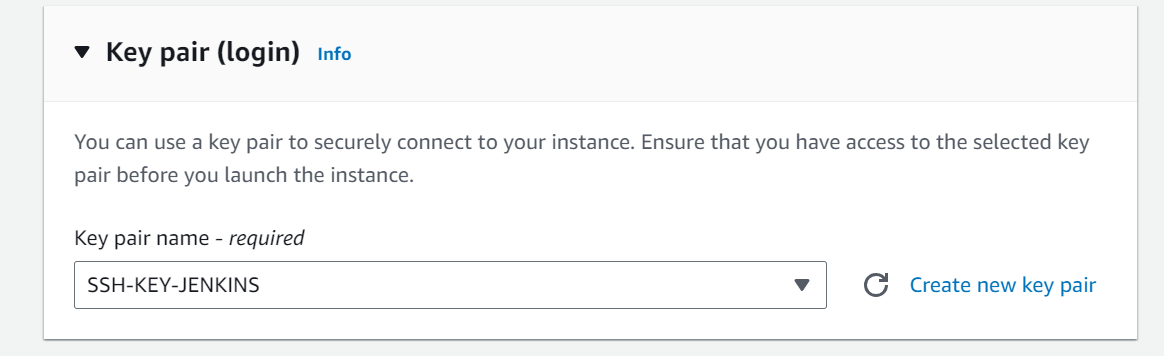 Key pair (login) Info
You can use a key pair to securely connect to your instance. Ensure that you have access to the selected key
pair before you launch the instance.
Key pair name - required
SSH-KEY-JENKINS
Create new key pair